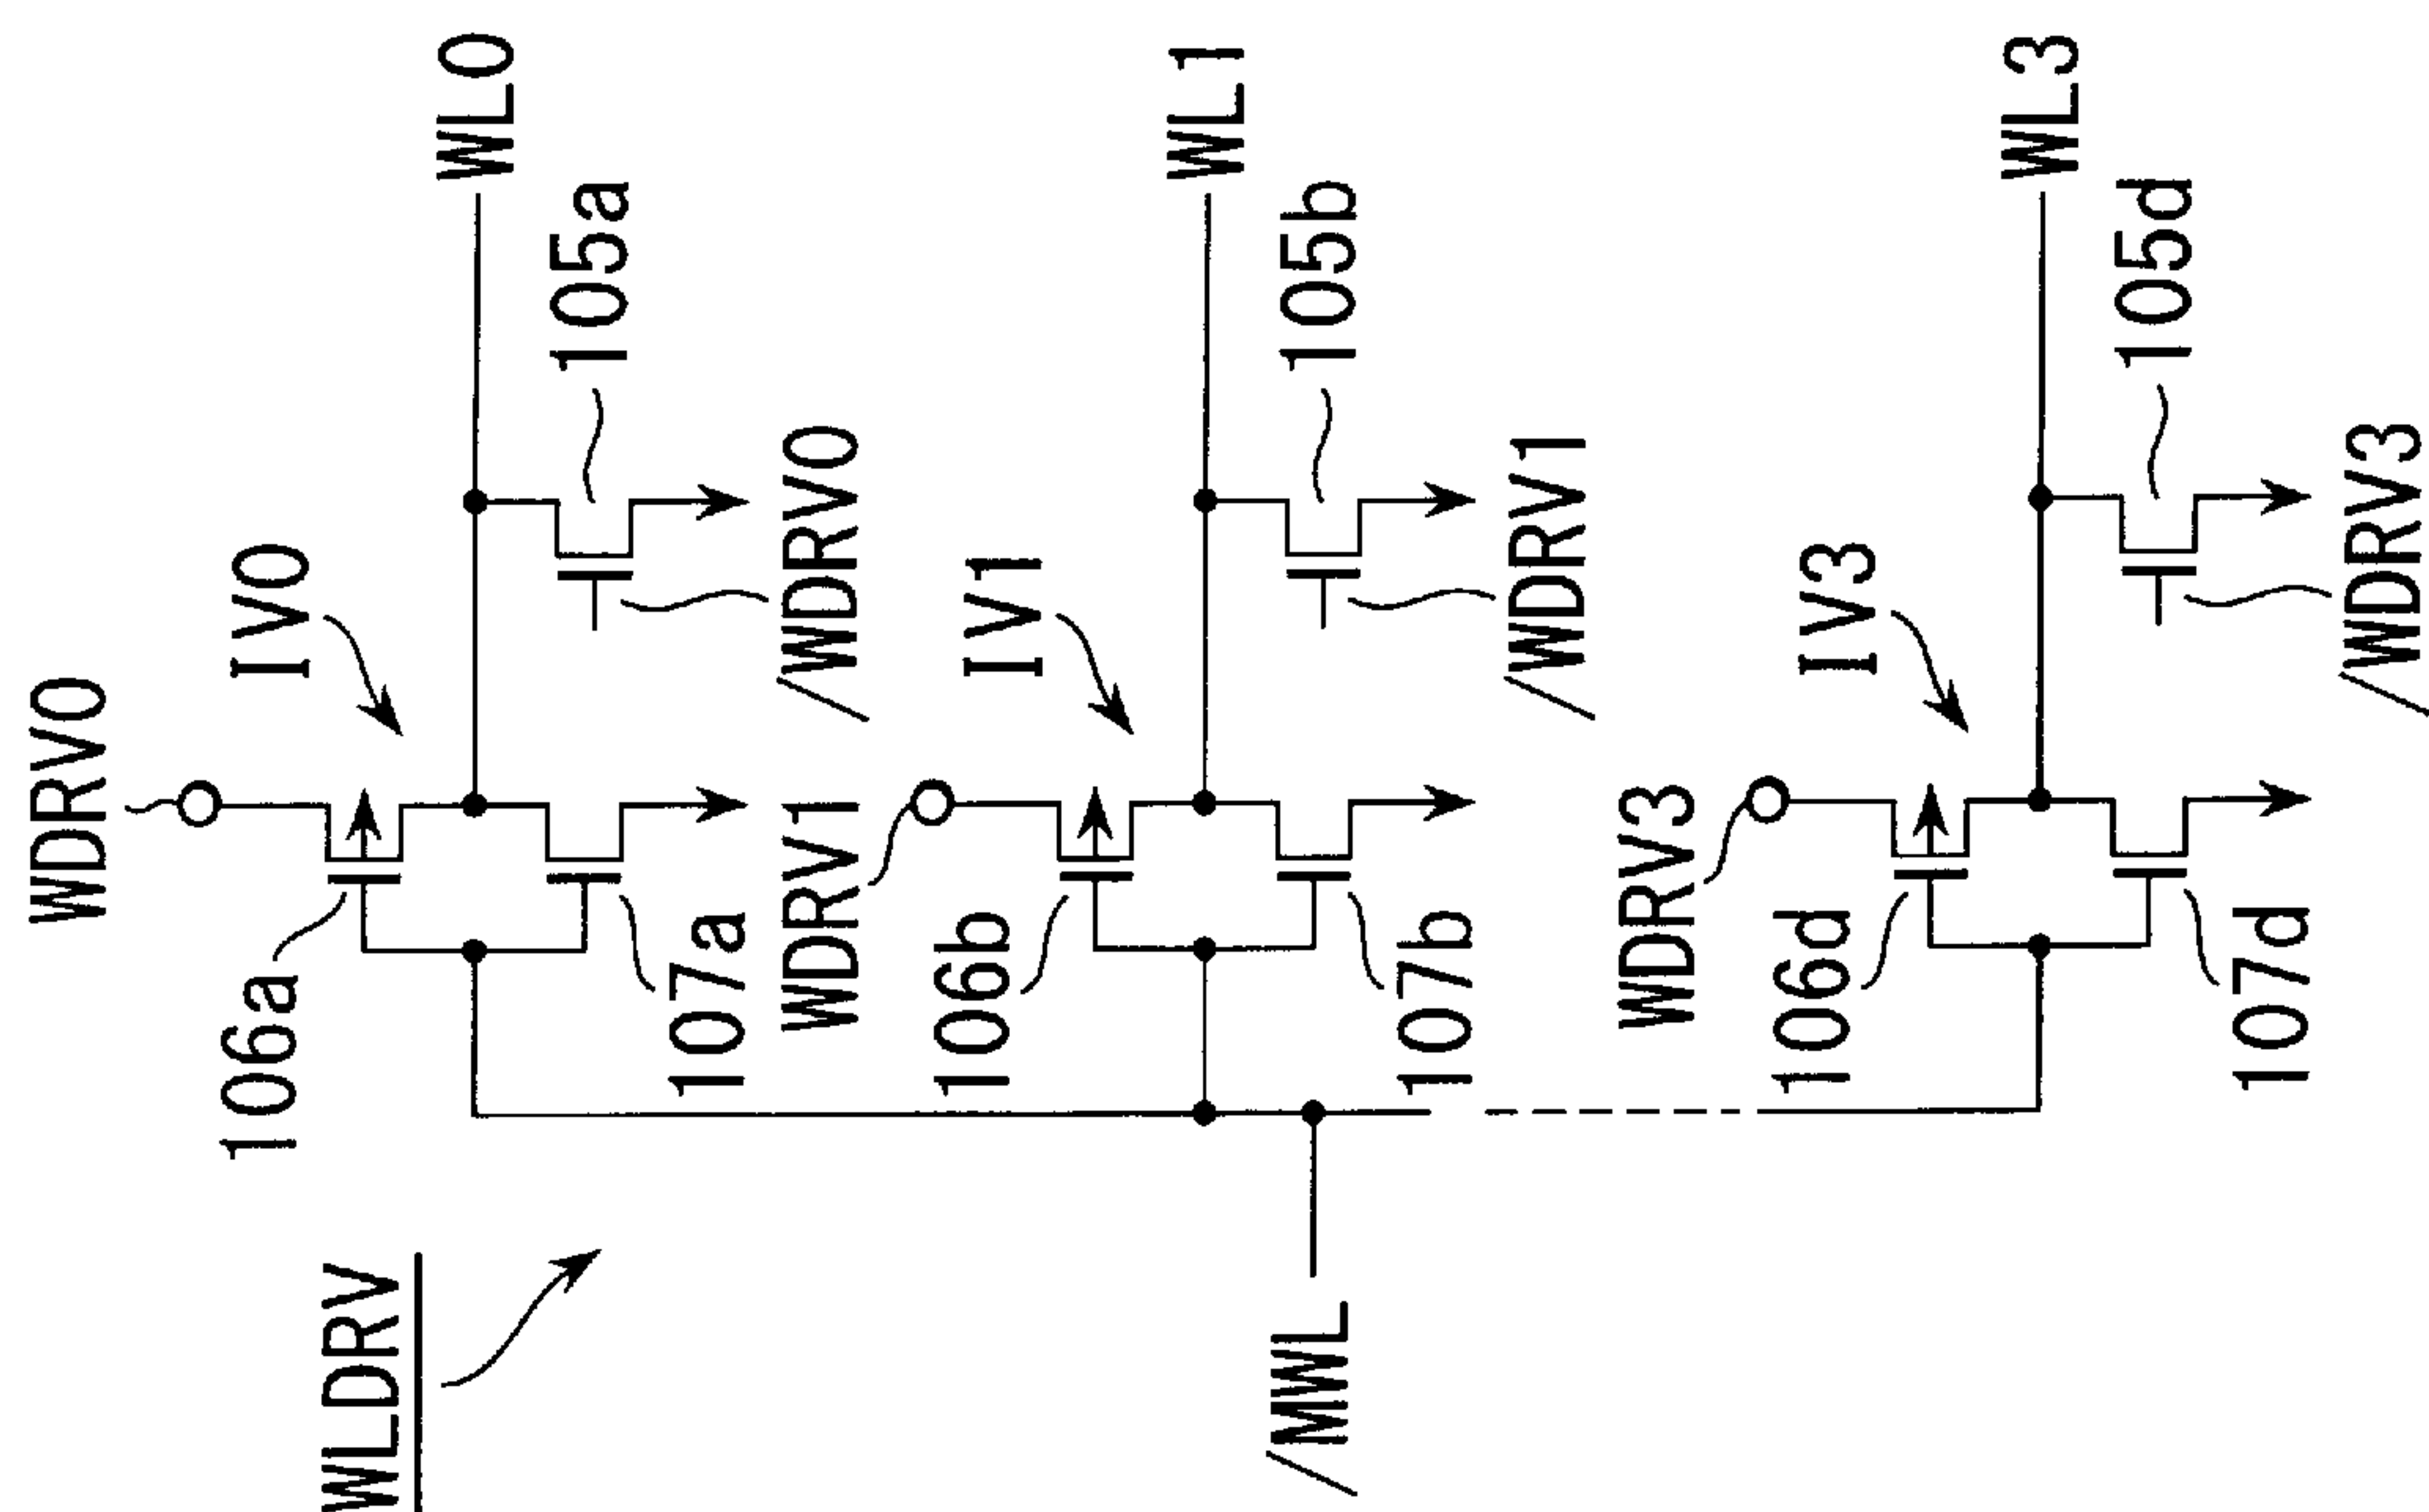 WLDRV
WDRV0
IV0
WL0
106a
107a
105a
/WDRV0
WDRV1
IV1
WL1
106b
107b
105b
/WDRV1
/MWL
WDRV3
IV3
WL3
106d
107d
105d
/WDRV3